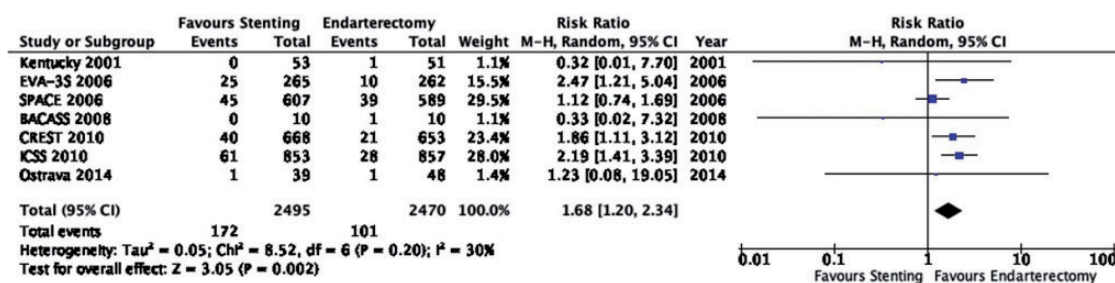 Favours Stenting Endarterectomy Risk Ratio Risk Ratio
Study or Subgroup Events Total Events Total Weight M-H, Random, 95% CI Year M-H, Random, 95% CI
Kentucky 2001 0 53 1 51 1.1% 0.32 [0.01, 7.70] 2001
EVA-3S 2006 25 265 10 262 15.5% 2.47 [1.21, 5.04] 2006
SPACE 2006 45 607 39 589 29.5% 1.12 [0.74, 1.69] 2006
BACASS 2008 0 10 1 10 1.1% 0.33 [0.02, 7.32] 2008
CREST 2010 40 668 21 653 23.4% 1.86 [1.11, 3.12] 2010
ICSS 2010 61 853 28 857 28.0% 2.19 [1.41, 3.39] 2010
Ostrava 2014 1 39 1 48 1.4% 1.23 [0.08, 19.05] 2014
Total (95% CI) 2495 2470 100.0% 1.68 [1.20, 2.34]
Total events 172 101
Heterogeneity: Tau² = 0.05; Chi² = 8.52, df = 6 (P = 0.20); I² = 30%
Test for overall effect: Z = 3.05 (P = 0.002)
0.01 0.1 1 10 100
Favours Stenting Favours Endarterectomy